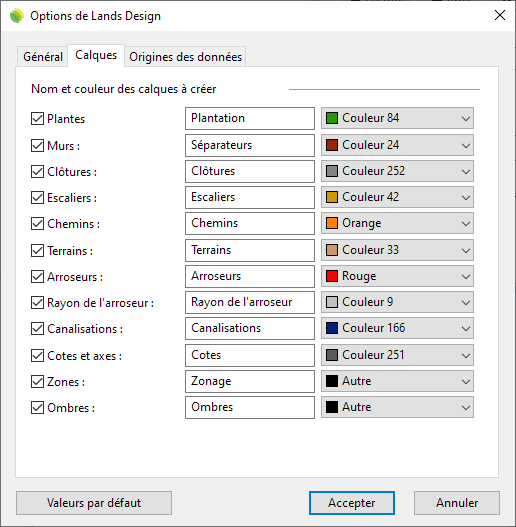 Options de Lands Design
Général Calques Origines des données
Nom et couleur des calques à créer
Plantes Plantation Couleur 84
Murs : Séparateurs Couleur 24
Clôtures : Clôtures Couleur 252
Escaliers : Escaliers Couleur 42
Chemins : Chemins Orange
Terrains : Terrains Couleur 33
Arroseurs : Arroseurs Rouge
Rayon de l'arroseur : Rayon de l'arroseur Couleur 9
Canalisations : Canalisations Couleur 166
Cotes et axes : Cotes Couleur 251
Zones : Zonage Autre
Ombres : Ombres Autre
Valeurs par défaut Accepter Annuler